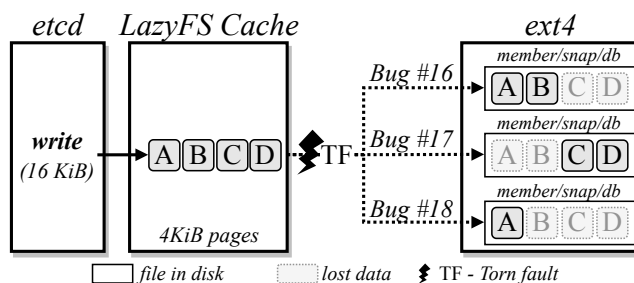 etcd
LazyFS Cache
ext4
write
(16 KiB)
A B C D
4KiB pages
TF
Bug #16
member/snap/db
A B C D
Bug #17
member/snap/db
A B C D
Bug #18
member/snap/db
A B C D
file in disk
lost data
TF - Torn fault